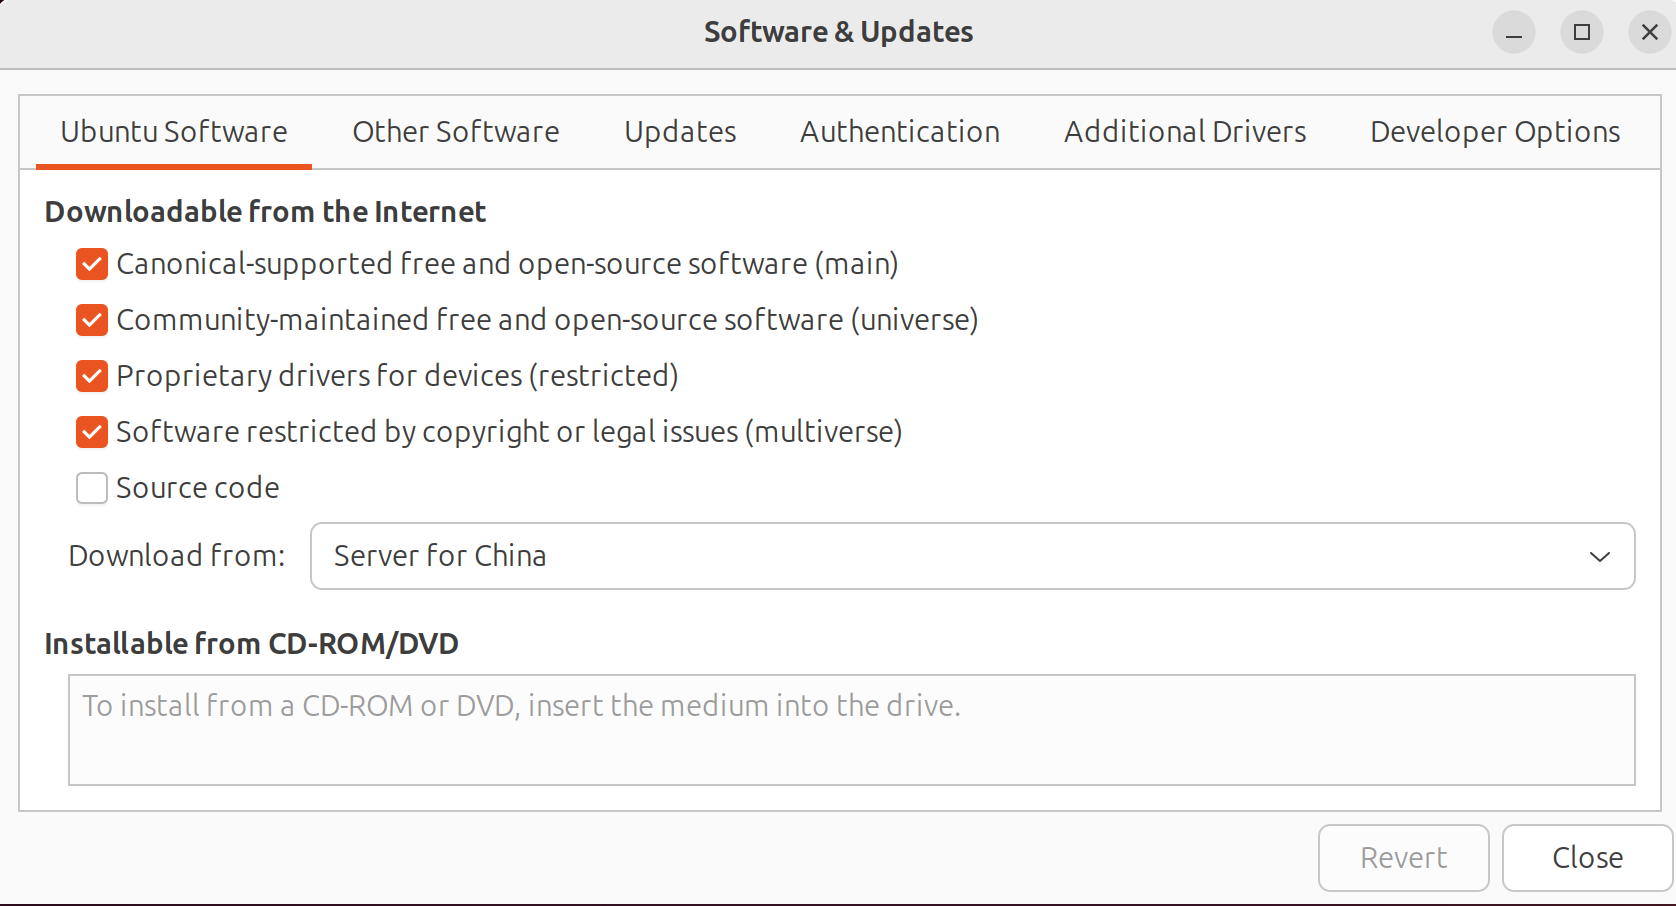 Software & Updates
Ubuntu Software Other Software Updates Authentication Additional Drivers Developer Options
Downloadable from the Internet
Canonical-supported free and open-source software (main)
Community-maintained free and open-source software (universe)
Proprietary drivers for devices (restricted)
Software restricted by copyright or legal issues (multiverse)
Source code
Download from: Server for China
Installable from CD-ROM/DVD
To install from a CD-ROM or DVD, insert the medium into the drive.
Revert Close